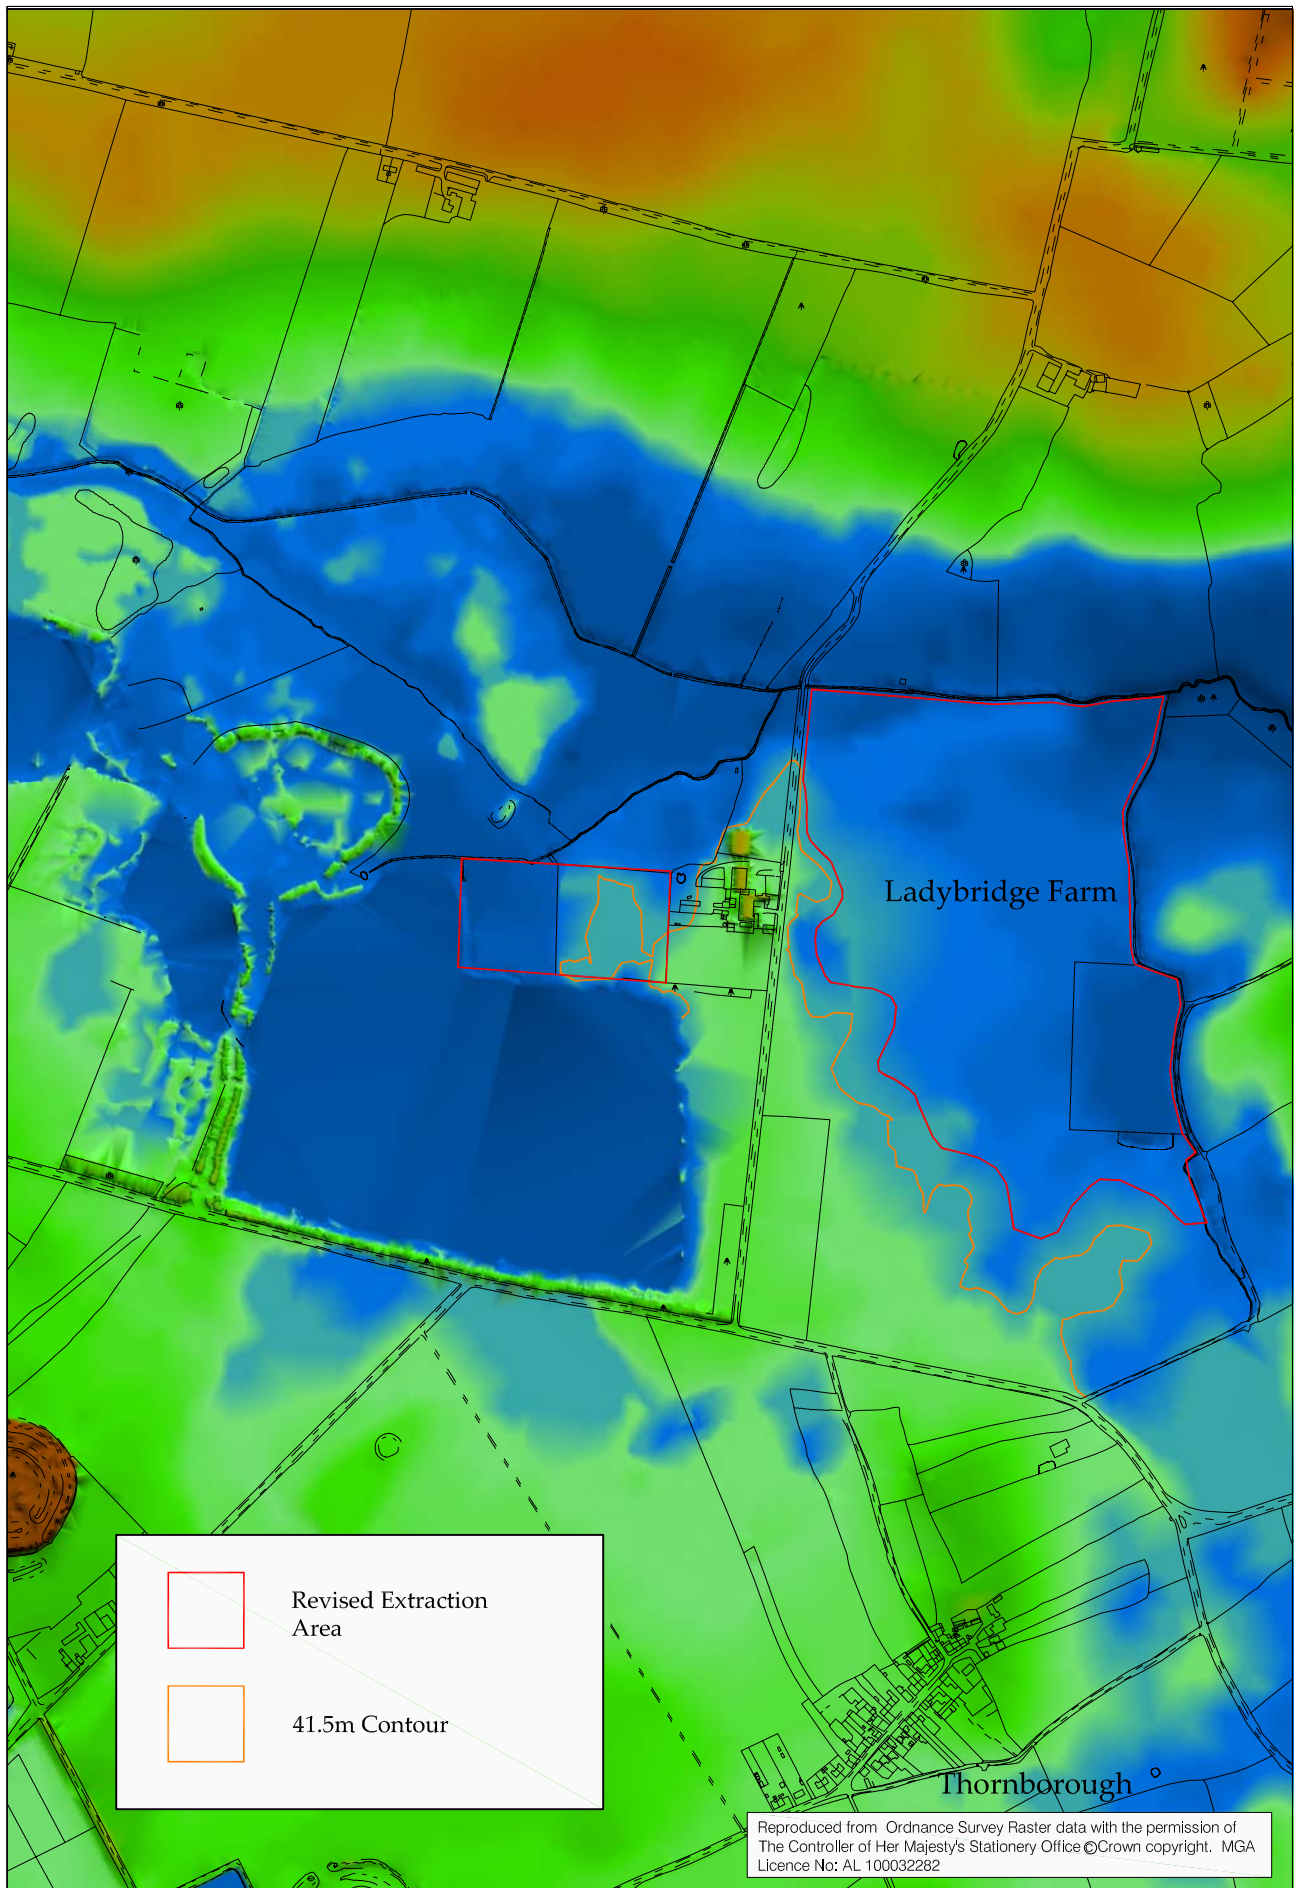 Ladybridge Farm
Revised Extraction
Area
41.5m Contour
Thornborough
Reproduced from Ordnance Survey Raster data with the permission of
The Controller of Her Majesty's Stationery Office ©Crown copyright. MGA
Licence No: AL 100032282